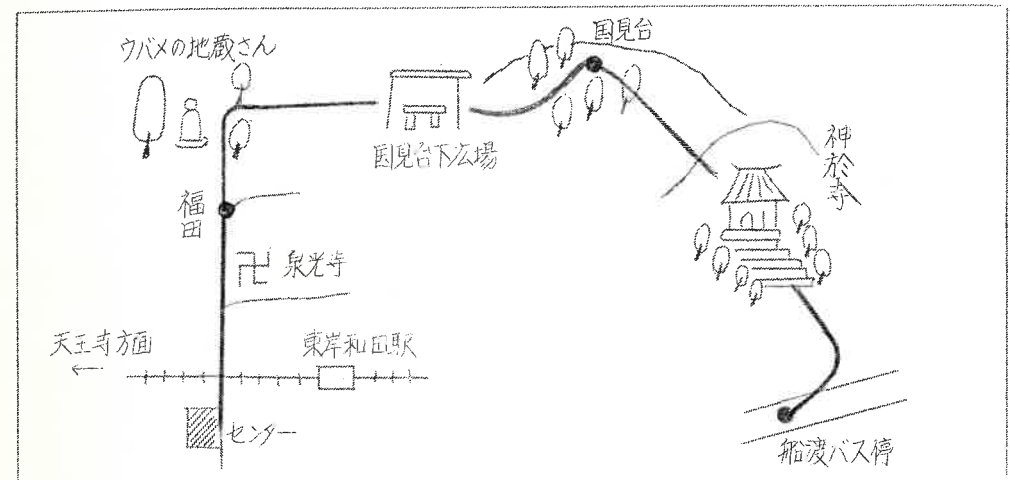 国見台
ウバメの地蔵さん
国見台下広場
神於寺
福田
泉光寺
天王寺方面
←
東岸和田駅
センター
船渡バス停